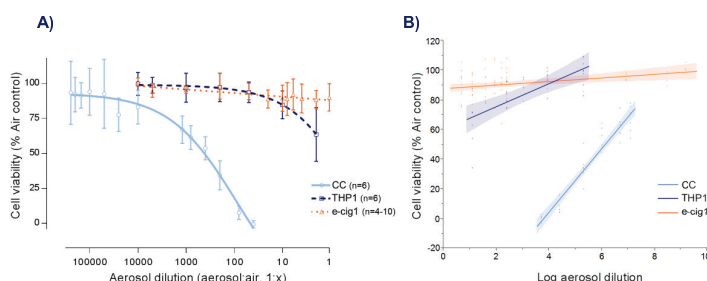 A)
B)
Cell viability (% Air control)
100
75
50
25
0
CC (n=6)
THP1 (n=6)
e-cig1 (n=4-10)
100000 10000 1000 100 10 1
Aerosol dilution (aerosol:air, 1:x)
Cell viability (% Air control)
120
100
80
60
40
20
0
-20
CC
THP1
e-cig1
0 2 4 6 8 10
Log aerosol dilution